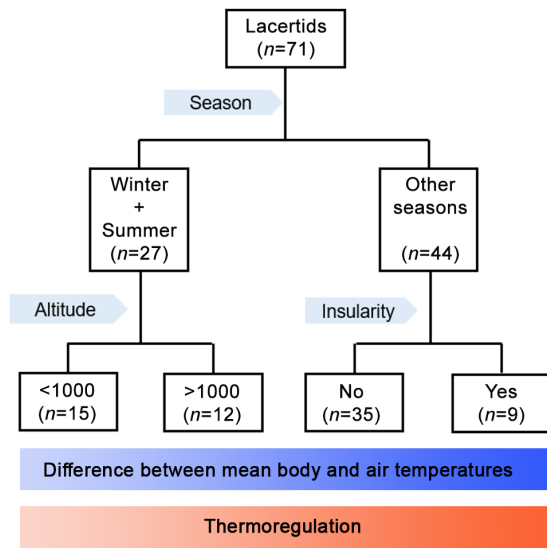 Lacertids
(n=71)
Season
Winter
+
Summer
(n=27)
Other
seasons
(n=44)
Altitude
Insularity
<1000
(n=15)
>1000
(n=12)
No
(n=35)
Yes
(n=9)
Difference between mean body and air temperatures
Thermoregulation